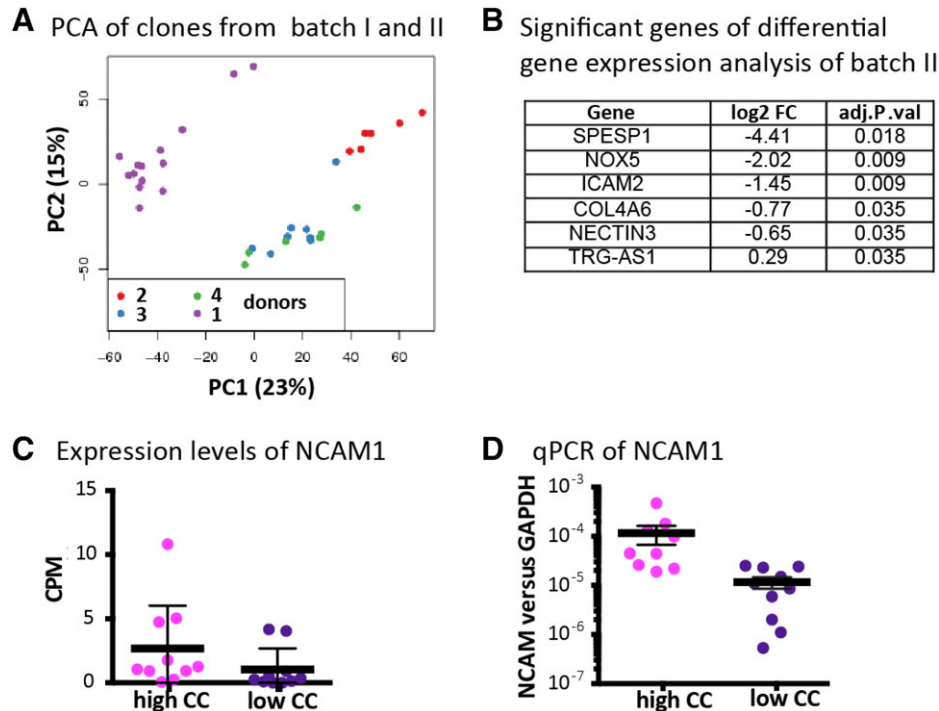 A PCA of clones from batch I and II
PC2 (15%)
50
0
-50
2 4 donors
3 1
-60 -40 -20 0 20 40 60
PC1 (23%)
B Significant genes of differential
gene expression analysis of batch II
Gene log2 FC adj.P.val
SPESP1 -4.41 0.018
NOX5 -2.02 0.009
ICAM2 -1.45 0.009
COL4A6 -0.77 0.035
NECTIN3 -0.65 0.035
TRG-AS1 0.29 0.035
C Expression levels of NCAM1
CPM
15
10
5
0
high CC low CC
D qPCR of NCAM1
NCAM versus GAPDH
10⁻³
10⁻⁴
10⁻⁵
10⁻⁶
10⁻⁷
high CC low CC